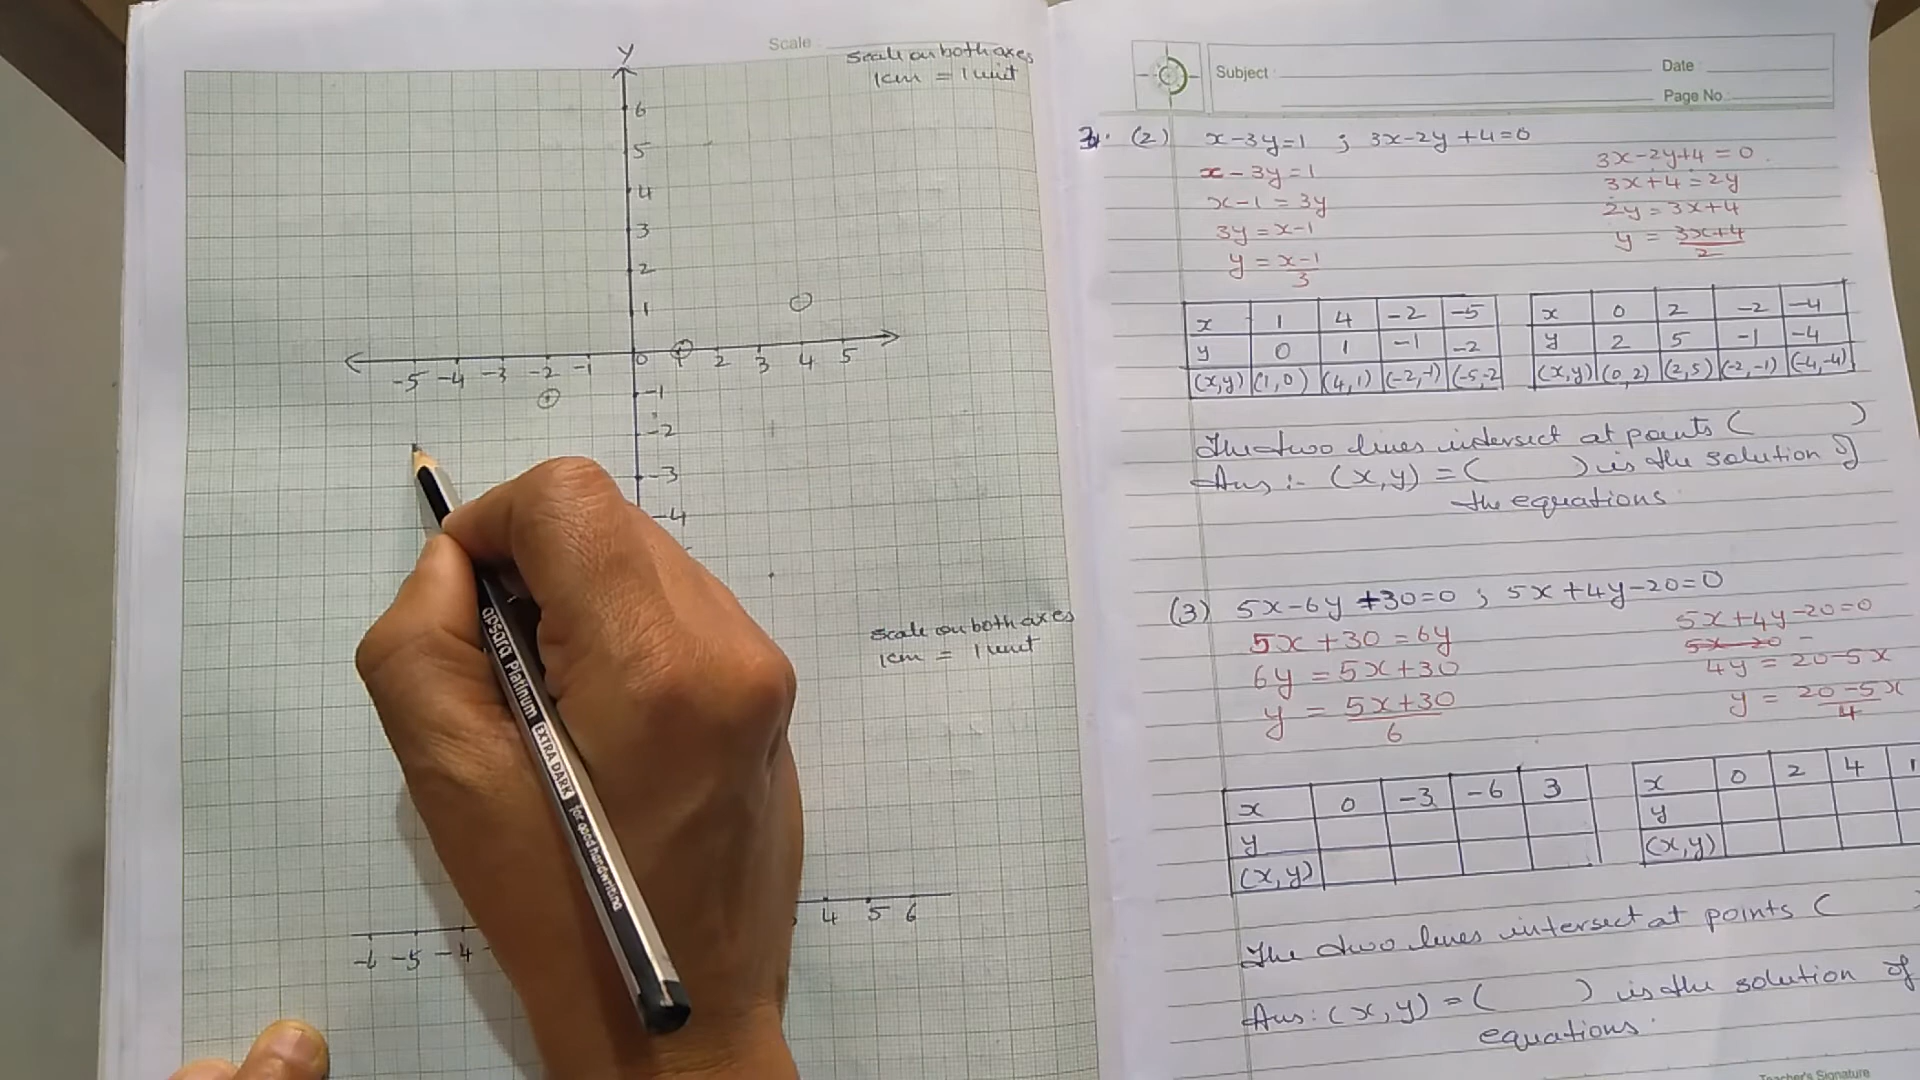 Scale :
Scale on both axes
1cm = 1 unit
Y
6
5
4
3
2
1
-5 -4 -3 -2 -1 0 1 2 3 4 5
-1
-2
-3
-4
Scale on both axes
1cm = 1 unit
-6 -5 -4 4 5 6
apsara Platinum EXTRA DARK for good handwriting
Subject :
Date :
Page No.:
(2) x-3y=1 ; 3x-2y+4=0
x-3y=1
x-1=3y
3y=x-1
y = x-1
3
3x-2y+4=0
3x+4=2y
2y=3x+4
y = 3x+4
2
x 1 4 -2 -5
y 0 1 -1 -2
(x,y) (1,0) (4,1) (-2,-1) (-5,-2
x 0 2 -2 -4
y 2 5 -1 -4
(x,y) (0,2) (2,5) (-2,-1) (-4,-4)
The two lines intersect at points ( )
Ans :- (x,y) = ( ) is the solution of
the equations
(3) 5x-6y+30=0 ; 5x+4y-20=0
5x+30=6y
6y=5x+30
y = 5x+30
6
5x+4y-20=0
5x-20 =
4y=20-5x
y = 20-5x
4
x 0 -3 -6 3
y
(x,y)
x 0 2 4 1
y
(x,y)
The two lines intersect at points (
Ans: (x,y) = ( ) is the solution of
equations.
Teacher's Signature